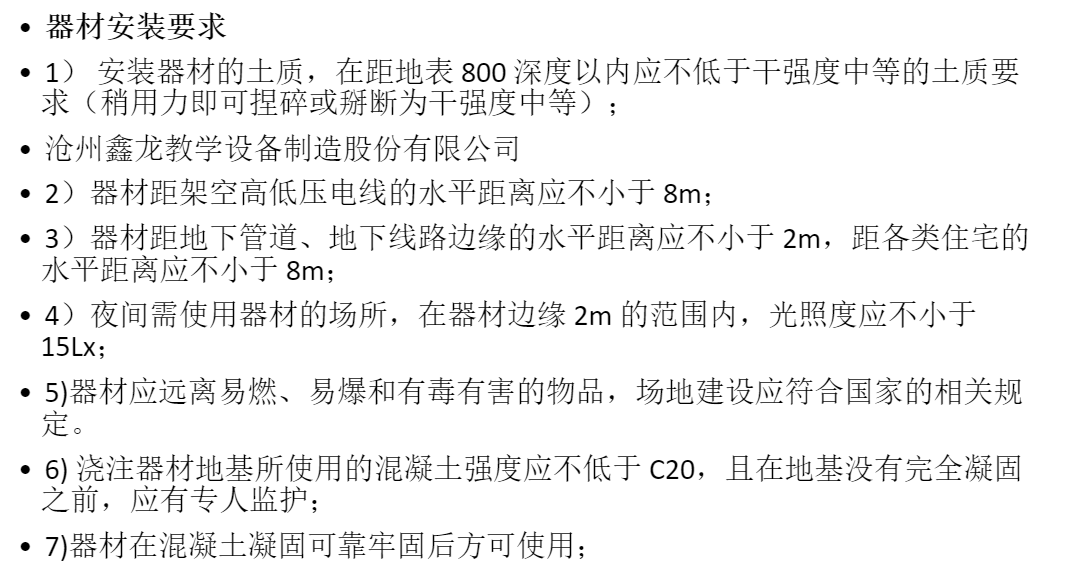 • 器材安装要求
• 1） 安装器材的土质，在距地表 800 深度以内应不低于干强度中等的土质要
求（稍用力即可捏碎或掰断为干强度中等）;
• 沧州鑫龙教学设备制造股份有限公司
• 2）器材距架空高低压电线的水平距离应不小于 8m;
• 3）器材距地下管道、地下线路边缘的水平距离应不小于 2m，距各类住宅的
水平距离应不小于 8m;
• 4）夜间需使用器材的场所，在器材边缘 2m 的范围内，光照度应不小于
15Lx;
• 5)器材应远离易燃、易爆和有毒有害的物品，场地建设应符合国家的相关规
定。
• 6) 浇注器材地基所使用的混凝土强度应不低于 C20，且在地基没有完全凝固
之前，应有专人监护;
• 7)器材在混凝土凝固可靠牢固后方可使用;